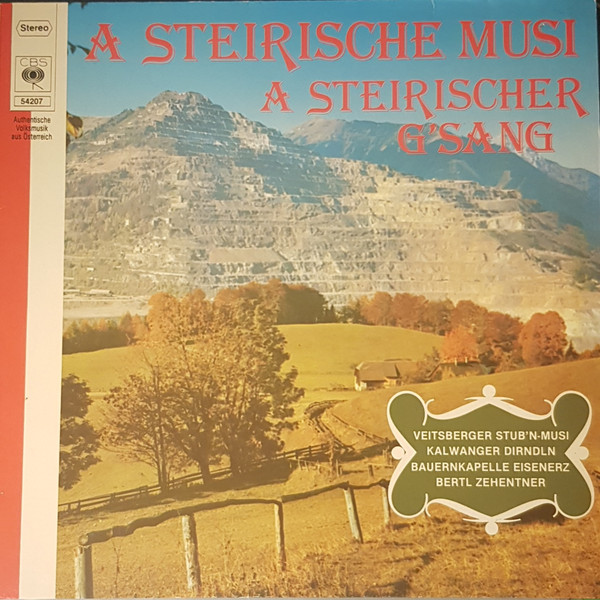 Stereo
CBS
54207
Authentische
Volksmusik
aus Österreich
A STEIRISCHE MUSI
A STEIRISCHER
G'SANG
VEITSBERGER STUB'N-MUSI
KALWANGER DIRNDLN
BAUERNKAPELLE EISENERZ
BERTL ZEHENTNER